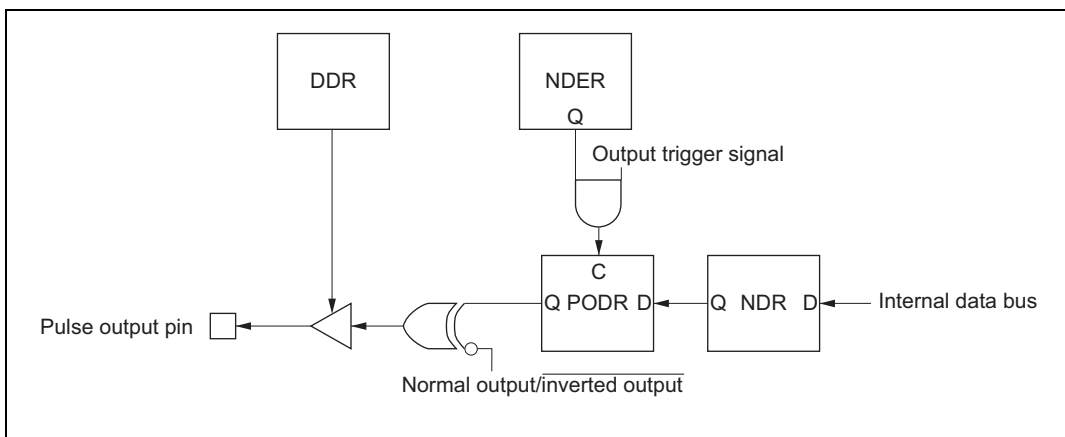 DDR
NDER
Q
Output trigger signal
C
Q PODR D
Q NDR D
Internal data bus
Pulse output pin
Normal output/inverted output